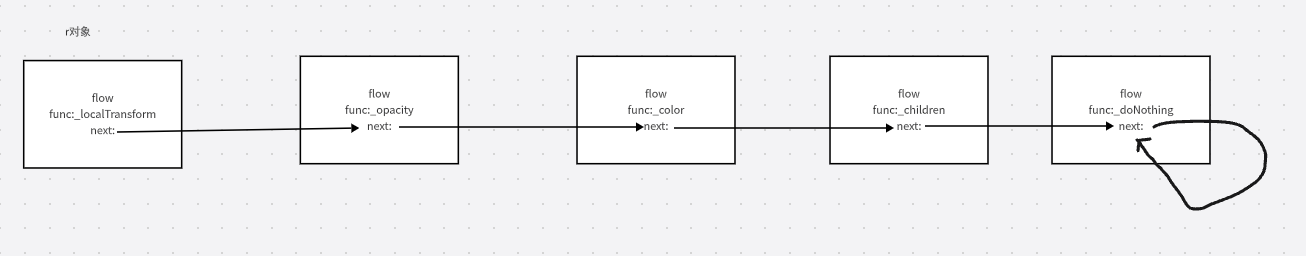 r对象
flow
func:_localTransform
next:
flow
func:_opacity
next:
flow
func:_color
next:
flow
func:_children
next:
flow
func:_doNothing
next: